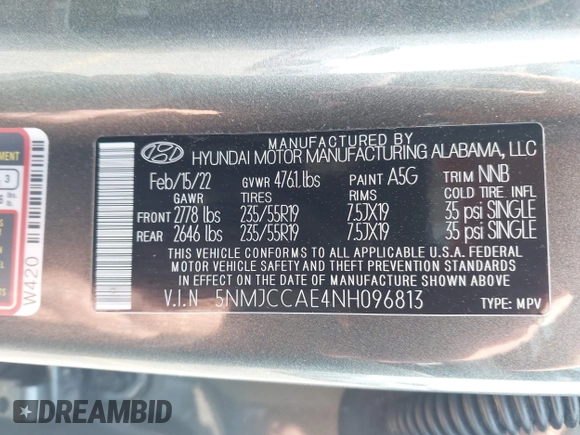 MANUFACTURED BY
HYUNDAI MOTOR MANUFACTURING ALABAMA, LLC
Feb/15/22 GVWR 4761 lbs PAINT A5G TRIM NNB
GAWR TIRES RIMS COLD TIRE INFL
FRONT 2778 lbs 235/55R19 7.5JX19 35 psi SINGLE
REAR 2646 lbs 235/55R19 7.5JX19 35 psi SINGLE
THIS VEHICLE CONFORMS TO ALL APPLICABLE U.S.A. FEDERAL
MOTOR VEHICLE SAFETY AND THEFT PREVENTION STANDARDS
IN EFFECT ON THE DATE OF MANUFACTURE SHOWN ABOVE.
V.I.N 5NMJCCAE4NH096813 TYPE: MPV
W420
3
DREAMBID